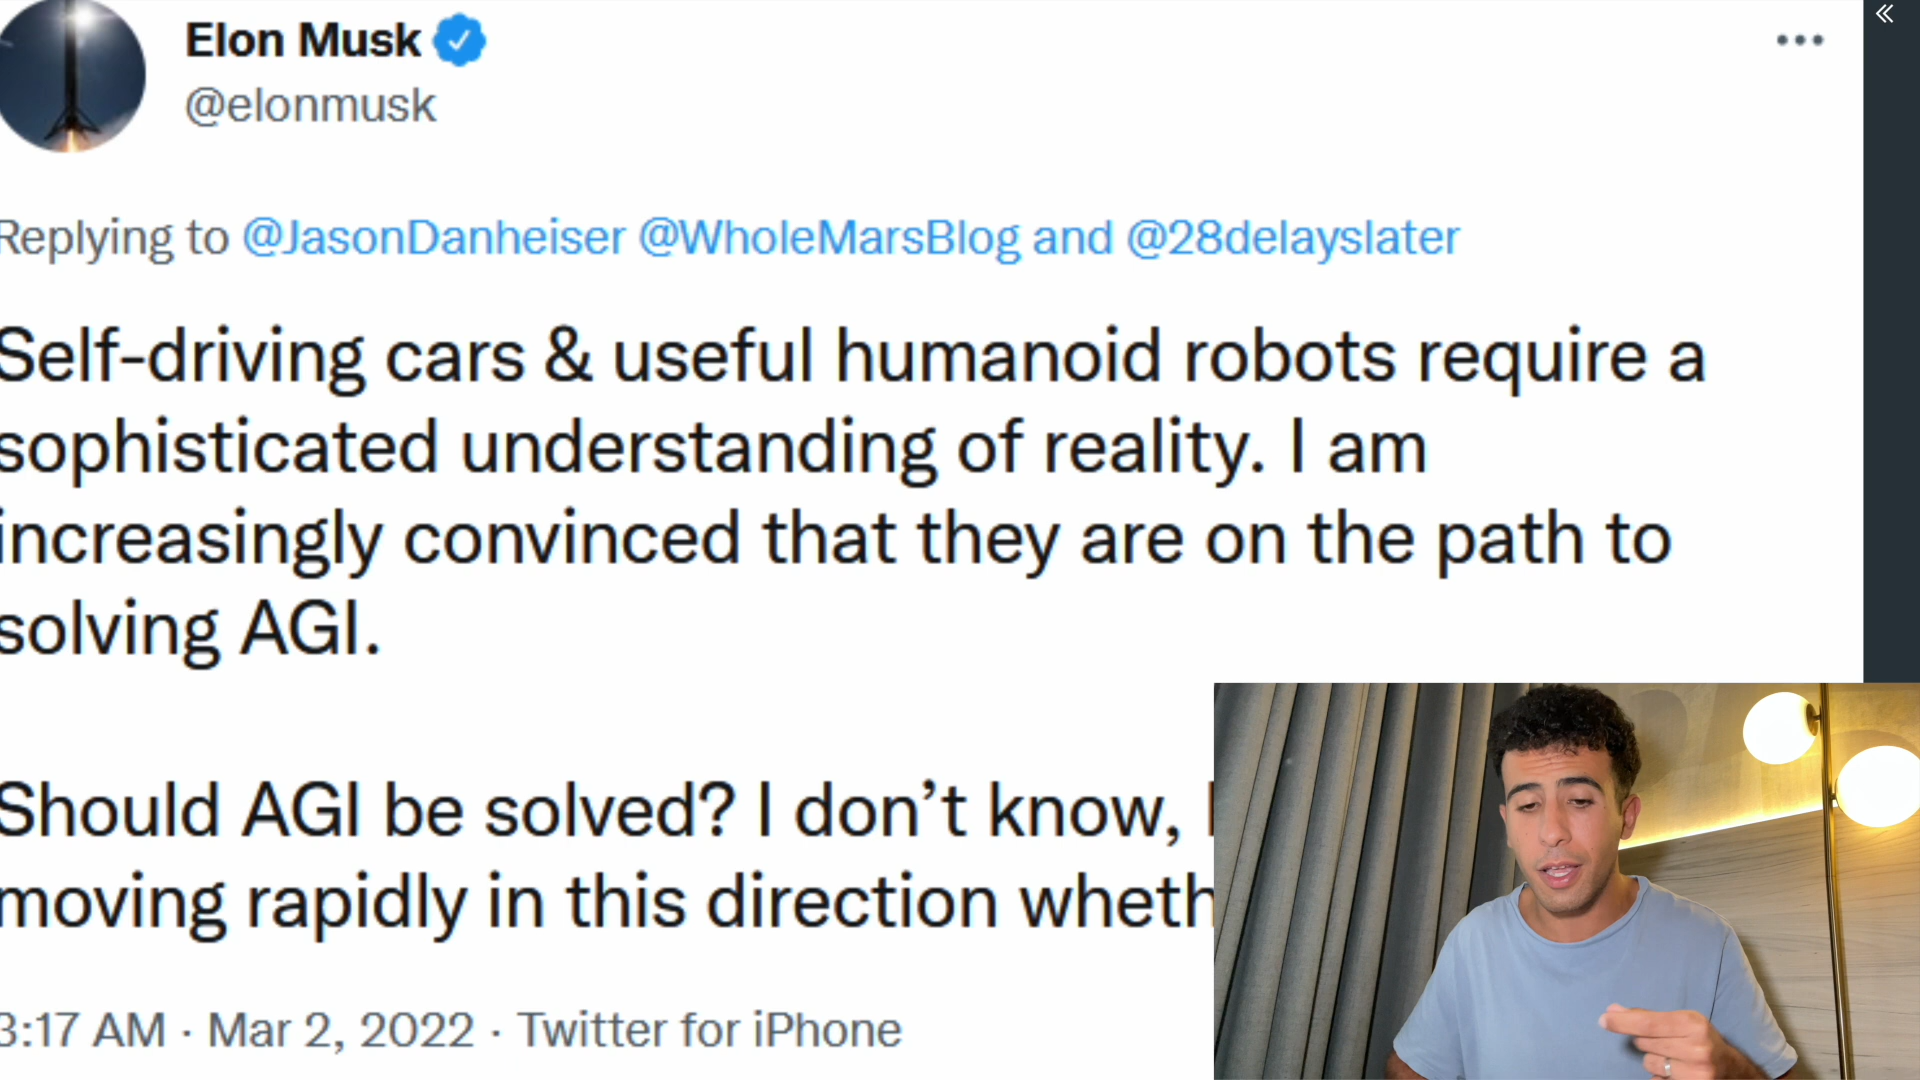 Elon Musk
@elonmusk
Replying to @JasonDanheiser @WholeMarsBlog and @28delayslater
Self-driving cars & useful humanoid robots require a
sophisticated understanding of reality. I am
increasingly convinced that they are on the path to
solving AGI.
Should AGI be solved? I don’t know,
moving rapidly in this direction
3:17 AM · Mar 2, 2022 · Twitter for iPhone